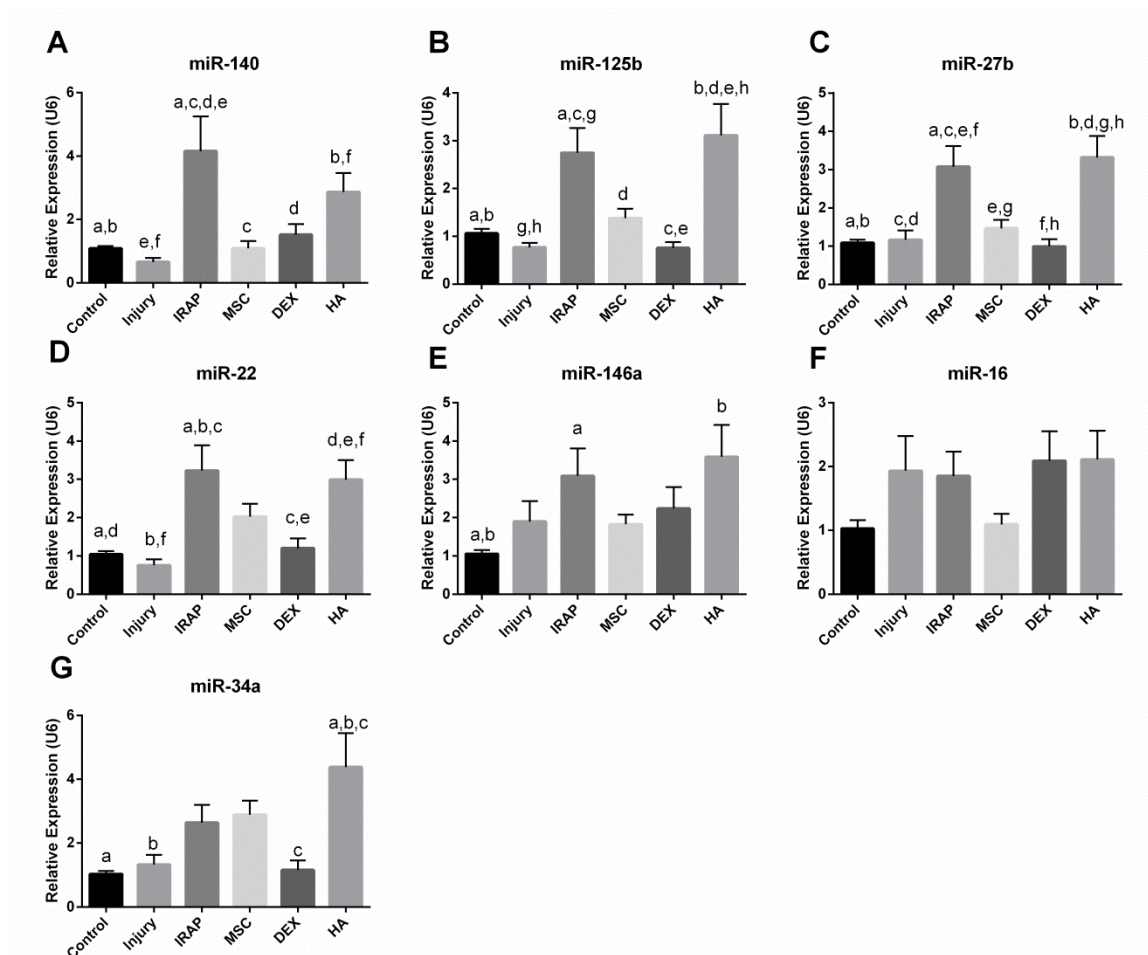 A
miR-140
Relative Expression (U6)
6
4
2
0
a,b
e,f
a,c,d,e
c
d
b,f
Control
Injury
IRAP
MSC
DEX
HA
B
miR-125b
Relative Expression (U6)
4
3
2
1
0
a,b
g,h
a,c,g
d
c,e
b,d,e,h
Control
Injury
IRAP
MSC
DEX
HA
C
miR-27b
Relative Expression (U6)
5
4
3
2
1
0
a,b
c,d
a,c,e,f
e,g
f,h
b,d,g,h
Control
Injury
IRAP
MSC
DEX
HA
D
miR-22
Relative Expression (U6)
5
4
3
2
1
0
a,d
b,f
a,b,c
c,e
d,e,f
Control
Injury
IRAP
MSC
DEX
HA
E
miR-146a
Relative Expression (U6)
5
4
3
2
1
0
a,b
a
b
Control
Injury
IRAP
MSC
DEX
HA
F
miR-16
Relative Expression (U6)
3
2
1
0
Control
Injury
IRAP
MSC
DEX
HA
G
miR-34a
Relative Expression (U6)
6
4
2
0
a
b
c
a,b,c
Control
Injury
IRAP
MSC
DEX
HA